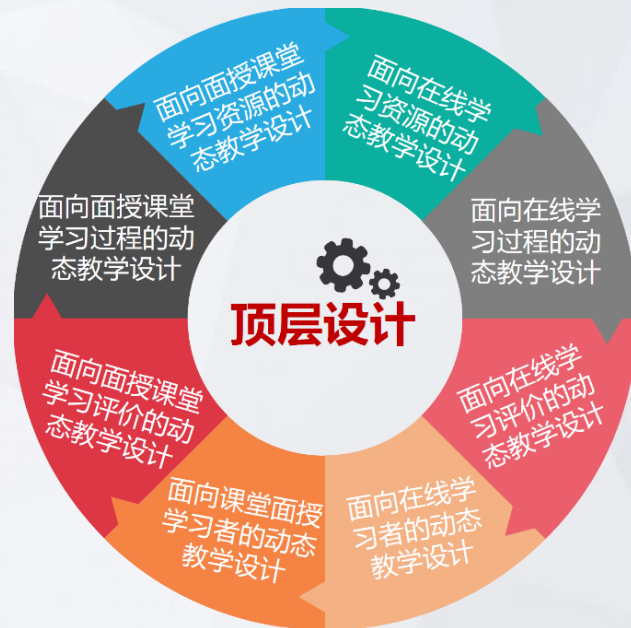 面向面授课堂
学习资源的动
态教学设计
面向在线学
习资源的动
态教学设计
面向在线学
习过程的动
态教学设计
面向在线学
习评价的动
态教学设计
面向在线学
习者的动态
教学设计
面向课堂面授
学习者的动态
教学设计
面向面授课堂
学习评价的动
态教学设计
面向面授课堂
学习过程的动
态教学设计
顶层设计